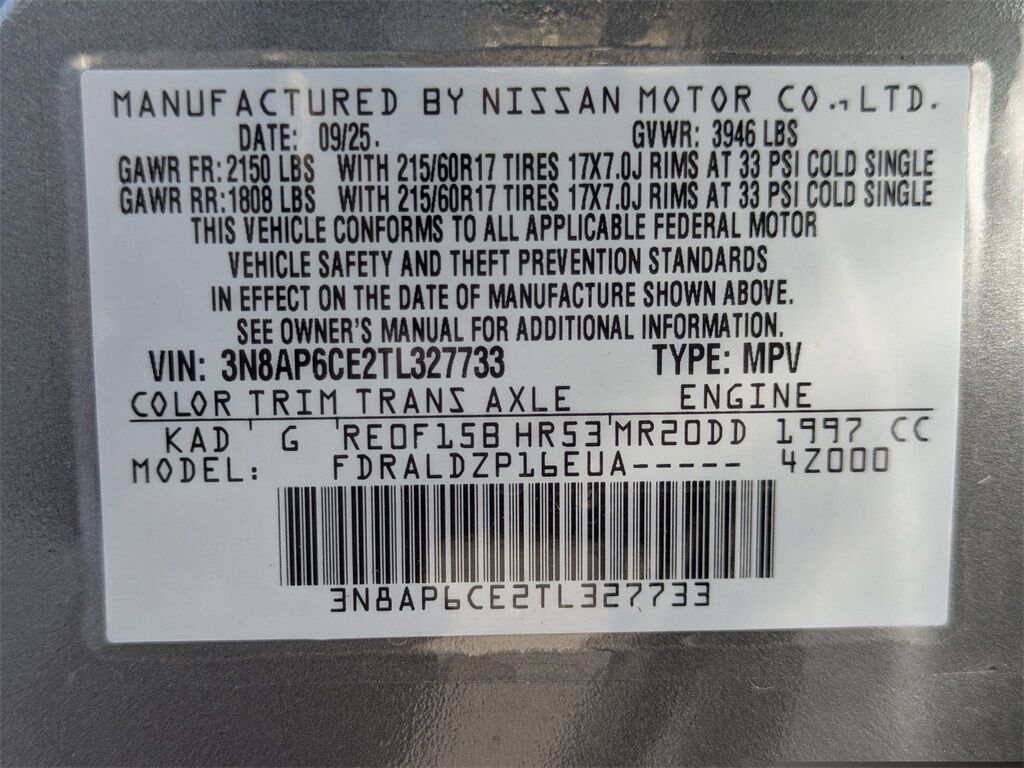 MANUFACTURED BY NISSAN MOTOR CO.,LTD.
DATE: 09/25. GVWR: 3946 LBS
GAWR FR: 2150 LBS WITH 215/60R17 TIRES 17X7.0J RIMS AT 33 PSI COLD SINGLE
GAWR RR: 1808 LBS WITH 215/60R17 TIRES 17X7.0J RIMS AT 33 PSI COLD SINGLE
THIS VEHICLE CONFORMS TO ALL APPLICABLE FEDERAL MOTOR
VEHICLE SAFETY AND THEFT PREVENTION STANDARDS
IN EFFECT ON THE DATE OF MANUFACTURE SHOWN ABOVE.
SEE OWNER'S MANUAL FOR ADDITIONAL INFORMATION.
VIN: 3N8AP6CE2TL327733 TYPE: MPV
COLOR TRIM TRANS AXLE ENGINE
KAD G RE0F15B HR53 MR20DD 1997 CC
MODEL: FDRALDZP16EUA----- 4Z000
3N8AP6CE2TL327733